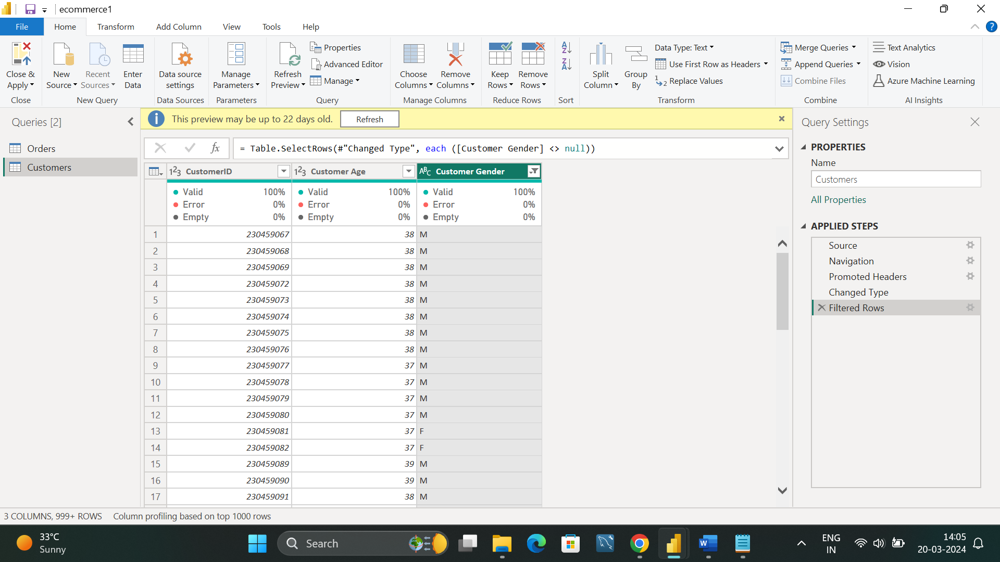 ecommerce1
File Home Transform Add Column View Tools Help
Close & Apply
Close
New Source
Recent Sources
Enter Data
New Query
Data source settings
Data Sources
Manage Parameters
Parameters
Refresh Preview
Properties
Advanced Editor
Manage
Query
Choose Columns
Remove Columns
Manage Columns
Keep Rows
Remove Rows
Reduce Rows
Sort
Split Column
Group By
Data Type: Text
Use First Row as Headers
Replace Values
Transform
Merge Queries
Append Queries
Combine Files
Combine
Text Analytics
Vision
Azure Machine Learning
AI Insights
Queries [2]
Orders
Customers
This preview may be up to 22 days old. Refresh
fx = Table.SelectRows(#"Changed Type", each ([Customer Gender] <> null))
123 CustomerID 123 Customer Age ABC Customer Gender
Valid 100% Valid 100% Valid 100%
Error 0% Error 0% Error 0%
Empty 0% Empty 0% Empty 0%
1 230459067 38 M
2 230459068 38 M
3 230459069 38 M
4 230459072 38 M
5 230459073 38 M
6 230459074 38 M
7 230459075 38 M
8 230459076 38 M
9 230459077 37 M
10 230459078 37 M
11 230459079 37 M
12 230459080 37 M
13 230459081 37 F
14 230459082 37 F
15 230459089 39 M
16 230459090 39 M
17 230459091 38 M
Query Settings
PROPERTIES
Name
Customers
All Properties
APPLIED STEPS
Source
Navigation
Promoted Headers
Changed Type
Filtered Rows
3 COLUMNS, 999+ ROWS Column profiling based on top 1000 rows
33°C
Sunny
Search
ENG
IN
14:05
20-03-2024